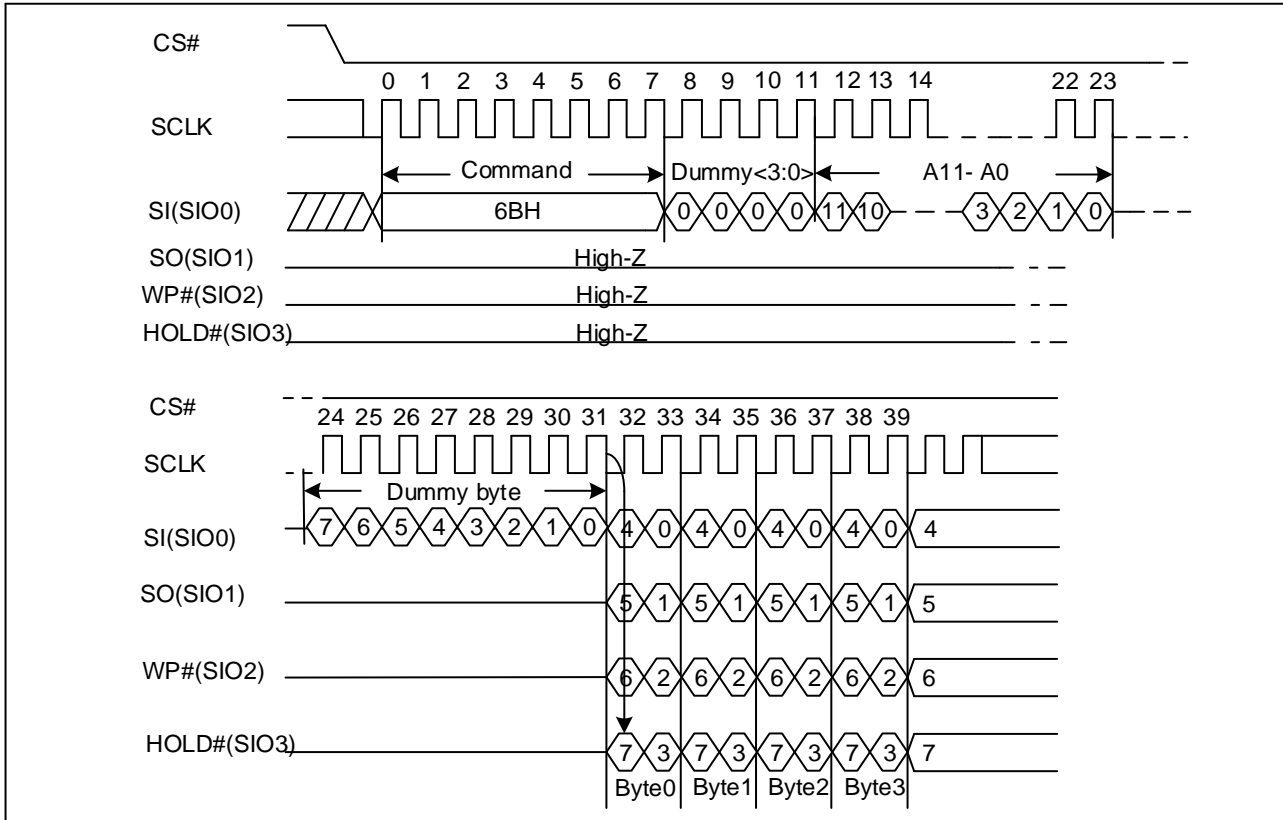 CS#
0 1 2 3 4 5 6 7 8 9 10 11 12 13 14 22 23
SCLK
Command Dummy<3:0> A11- A0
SI(SIO0) 6BH 0 0 0 0 11 10 3 2 1 0
SO(SIO1) High-Z
WP#(SIO2) High-Z
HOLD#(SIO3) High-Z
CS#
24 25 26 27 28 29 30 31 32 33 34 35 36 37 38 39
SCLK
Dummy byte
SI(SIO0) 7 6 5 4 3 2 1 0 4 0 4 0 4 0 4 0 4
SO(SIO1) 5 1 5 1 5 1 5 1 5
WP#(SIO2) 6 2 6 2 6 2 6 2 6
HOLD#(SIO3) 7 3 7 3 7 3 7 3 7
Byte0 Byte1 Byte2 Byte3